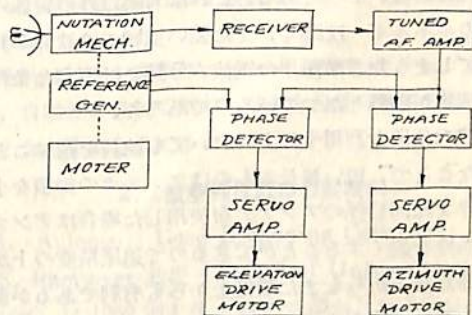 NUTATION
MECH.
RECEIVER
TUNED
AF. AMP.
REFERENCE
GEN.
PHASE
DETECTOR
PHASE
DETECTOR
MOTER
SERVO
AMP.
SERVO
AMP.
ELEVATION
DRIVE
MOTOR
AZIMUTH
DRIVE
MOTOR